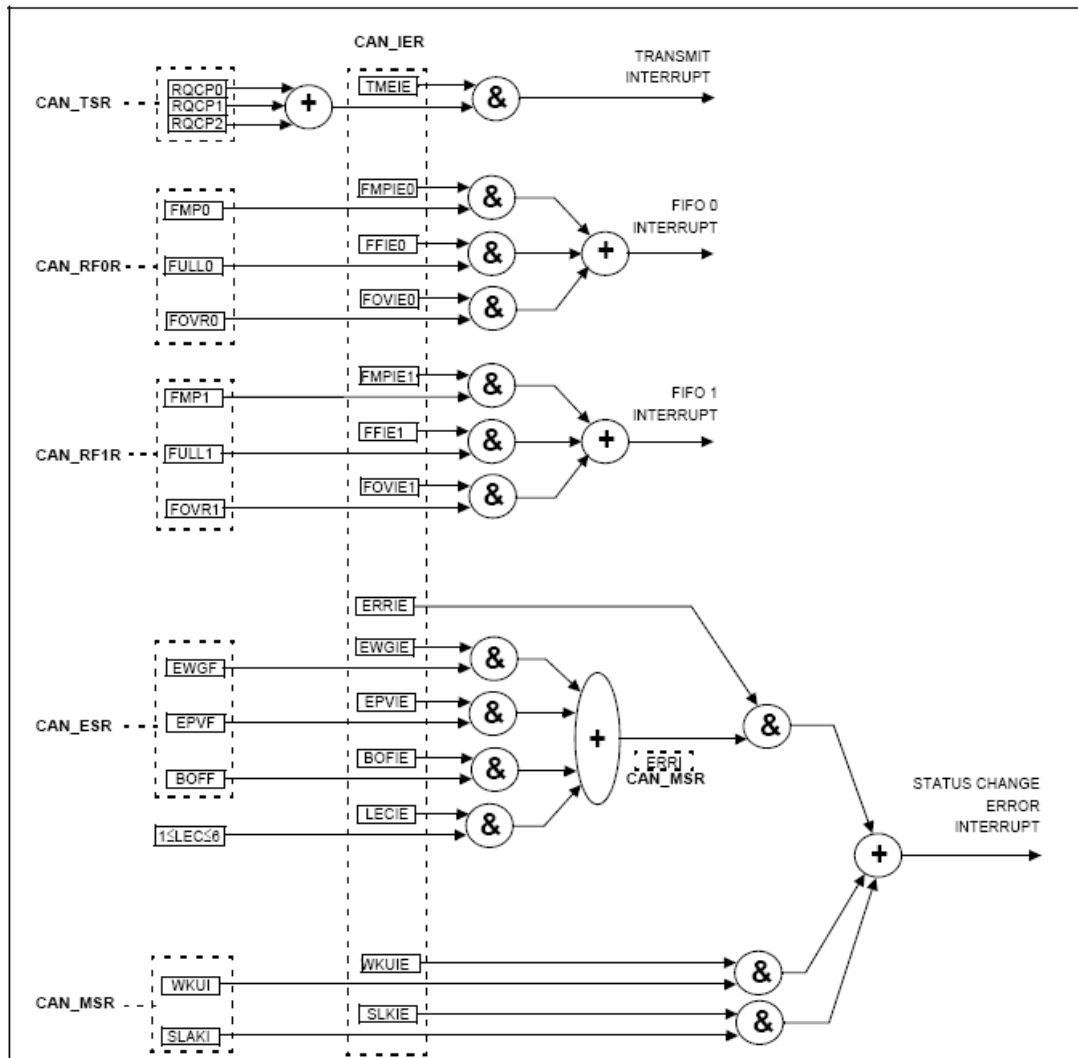 CAN_IER
TRANSMIT
INTERRUPT
CAN_TSR
RQCP0
RQCP1
RQCP2
+
TMEIE
&
CAN_RF0R
FMP0
FULL0
FOVR0
FMPIE0
&
FFIE0
&
FOVIE0
&
+
FIFO 0
INTERRUPT
CAN_RF1R
FMP1
FULL1
FOVR1
FMPIE1
&
FFIE1
&
FOVIE1
&
+
FIFO 1
INTERRUPT
ERRIE
CAN_ESR
EWGF
EPVF
BOFF
1≤LEC≤6
EWGIE
&
EPVIE
&
BOFIE
&
LECIE
&
+
ERRI
CAN_MSR
&
STATUS CHANGE
ERROR
INTERRUPT
+
CAN_MSR
WKUI
SLAKI
WKUIE
&
SLKIE
&